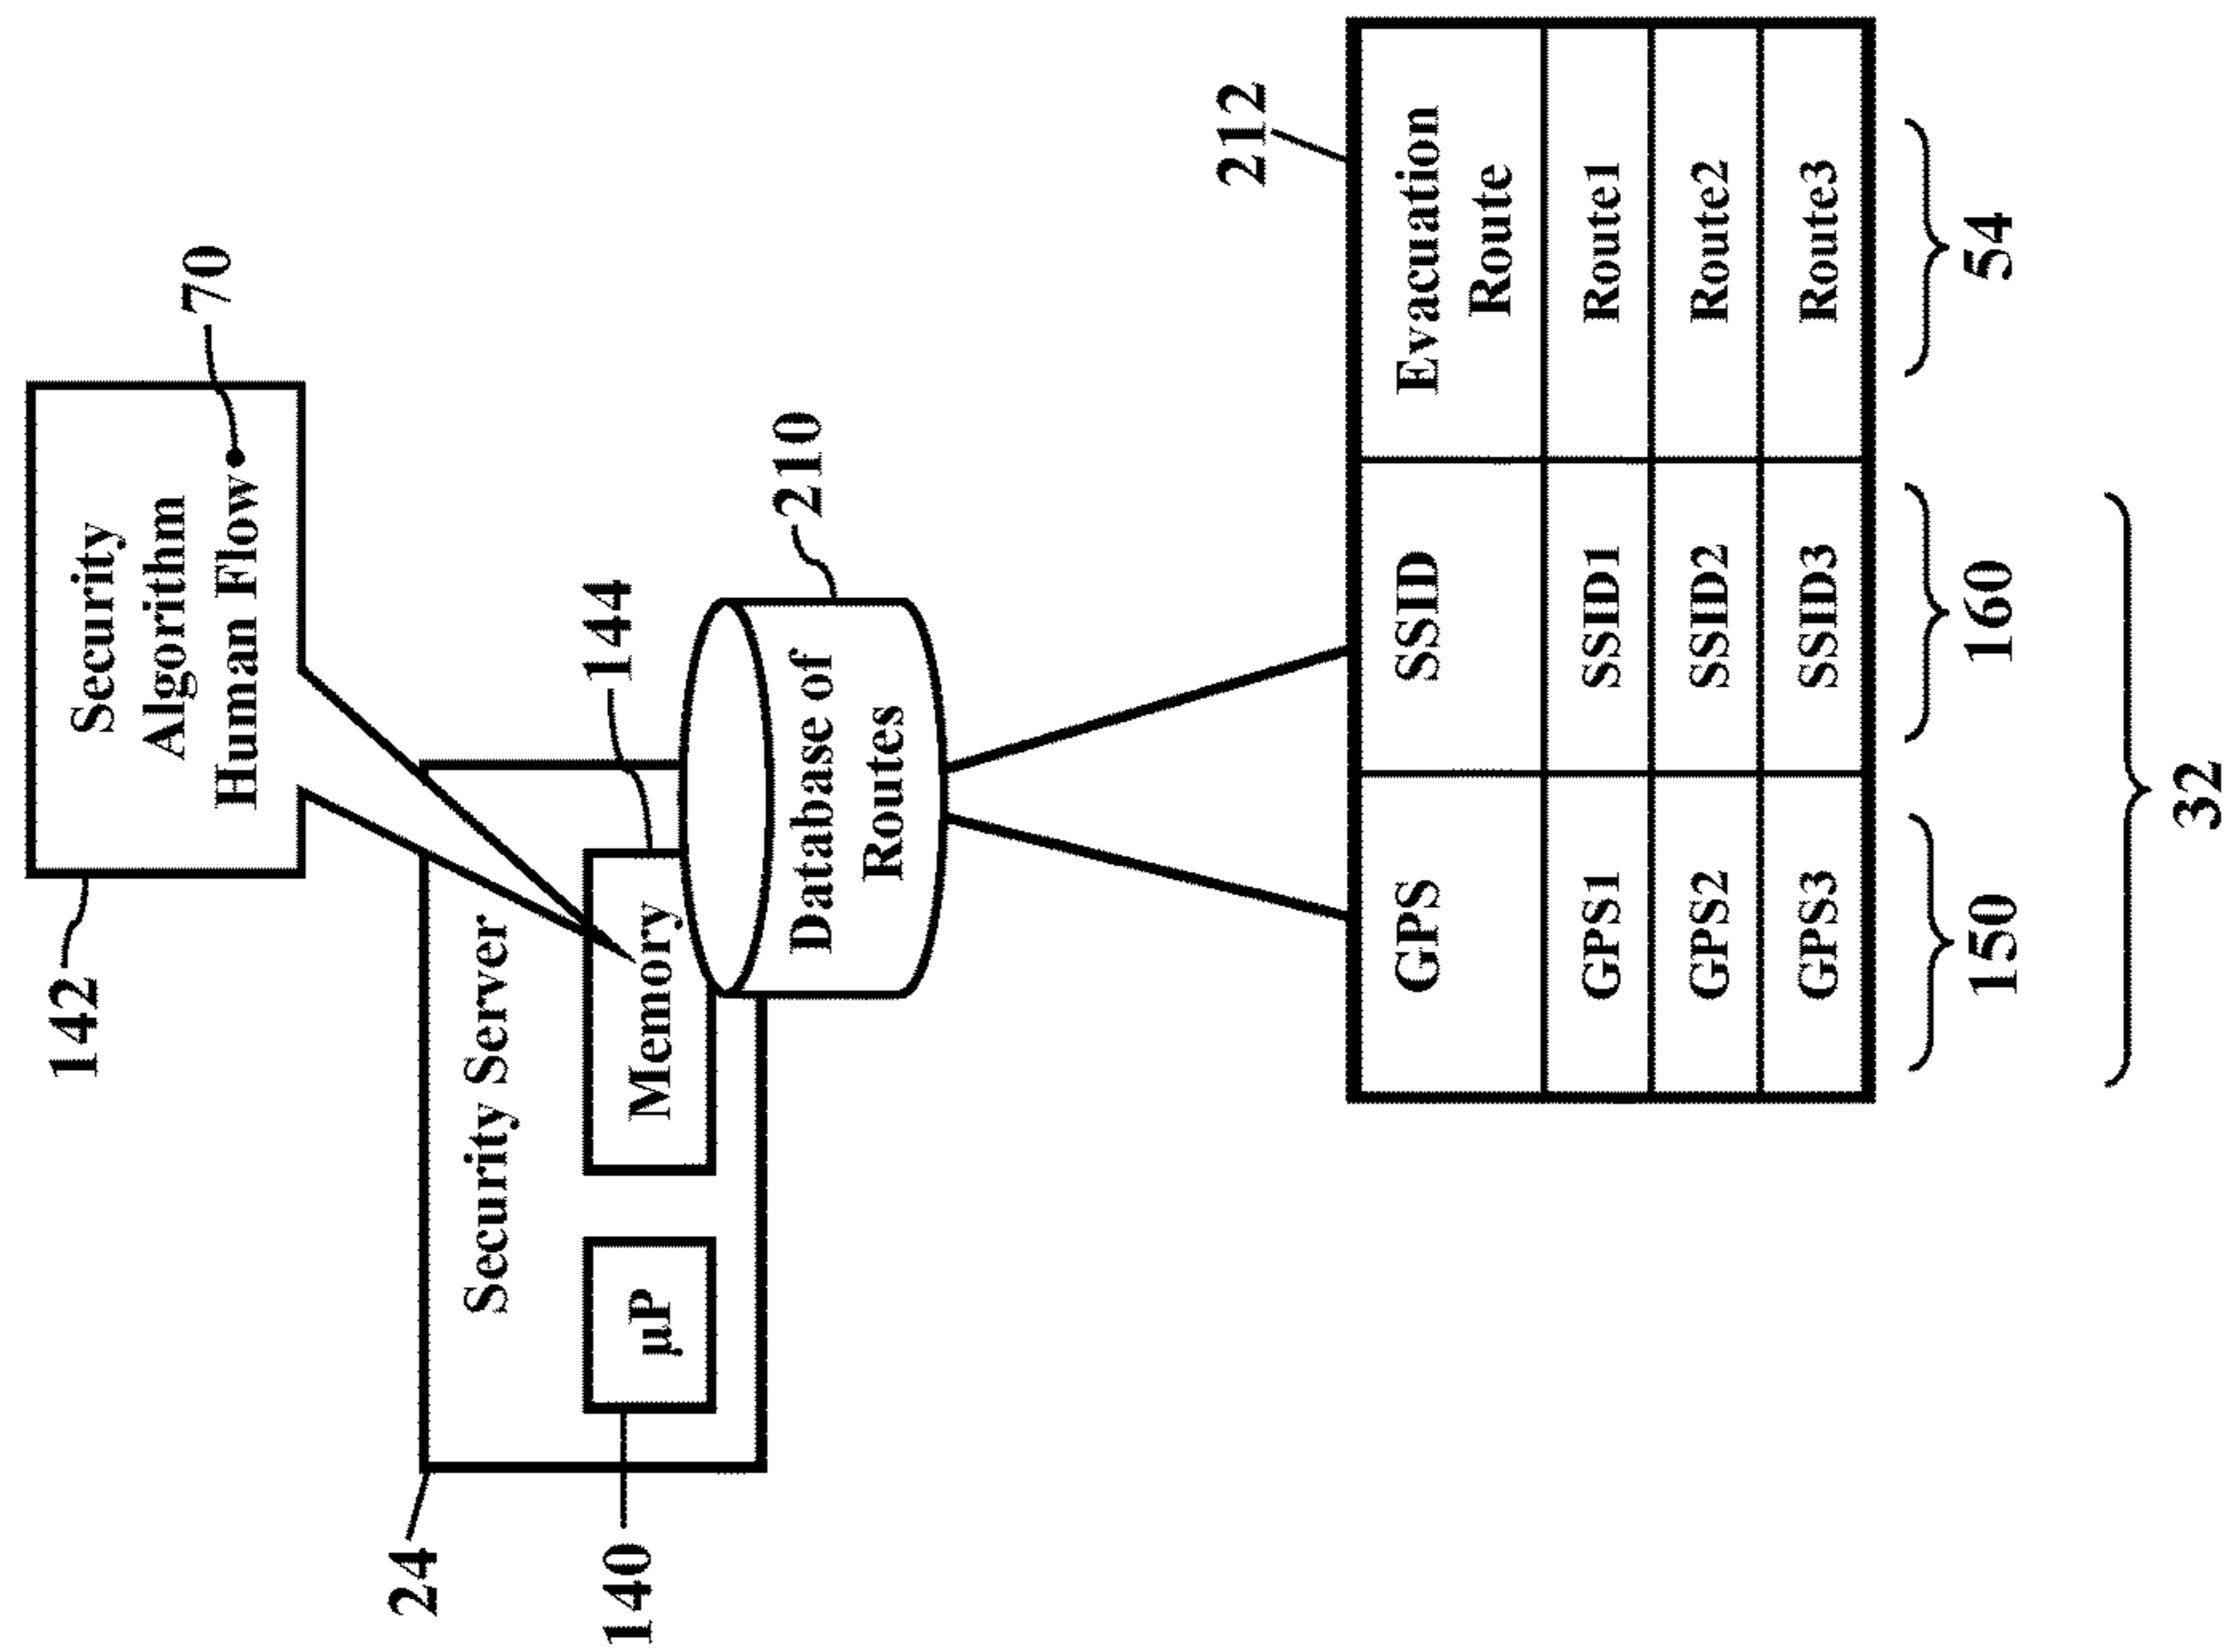 142
Security
Algorithm
Human Flow
70
24
Security Server
140
µP
Memory
144
Database of
Routes
210
212
GPS SSID Evacuation
Route
GPS1 SSID1 Route1
GPS2 SSID2 Route2
GPS3 SSID3 Route3
150 160 54
32